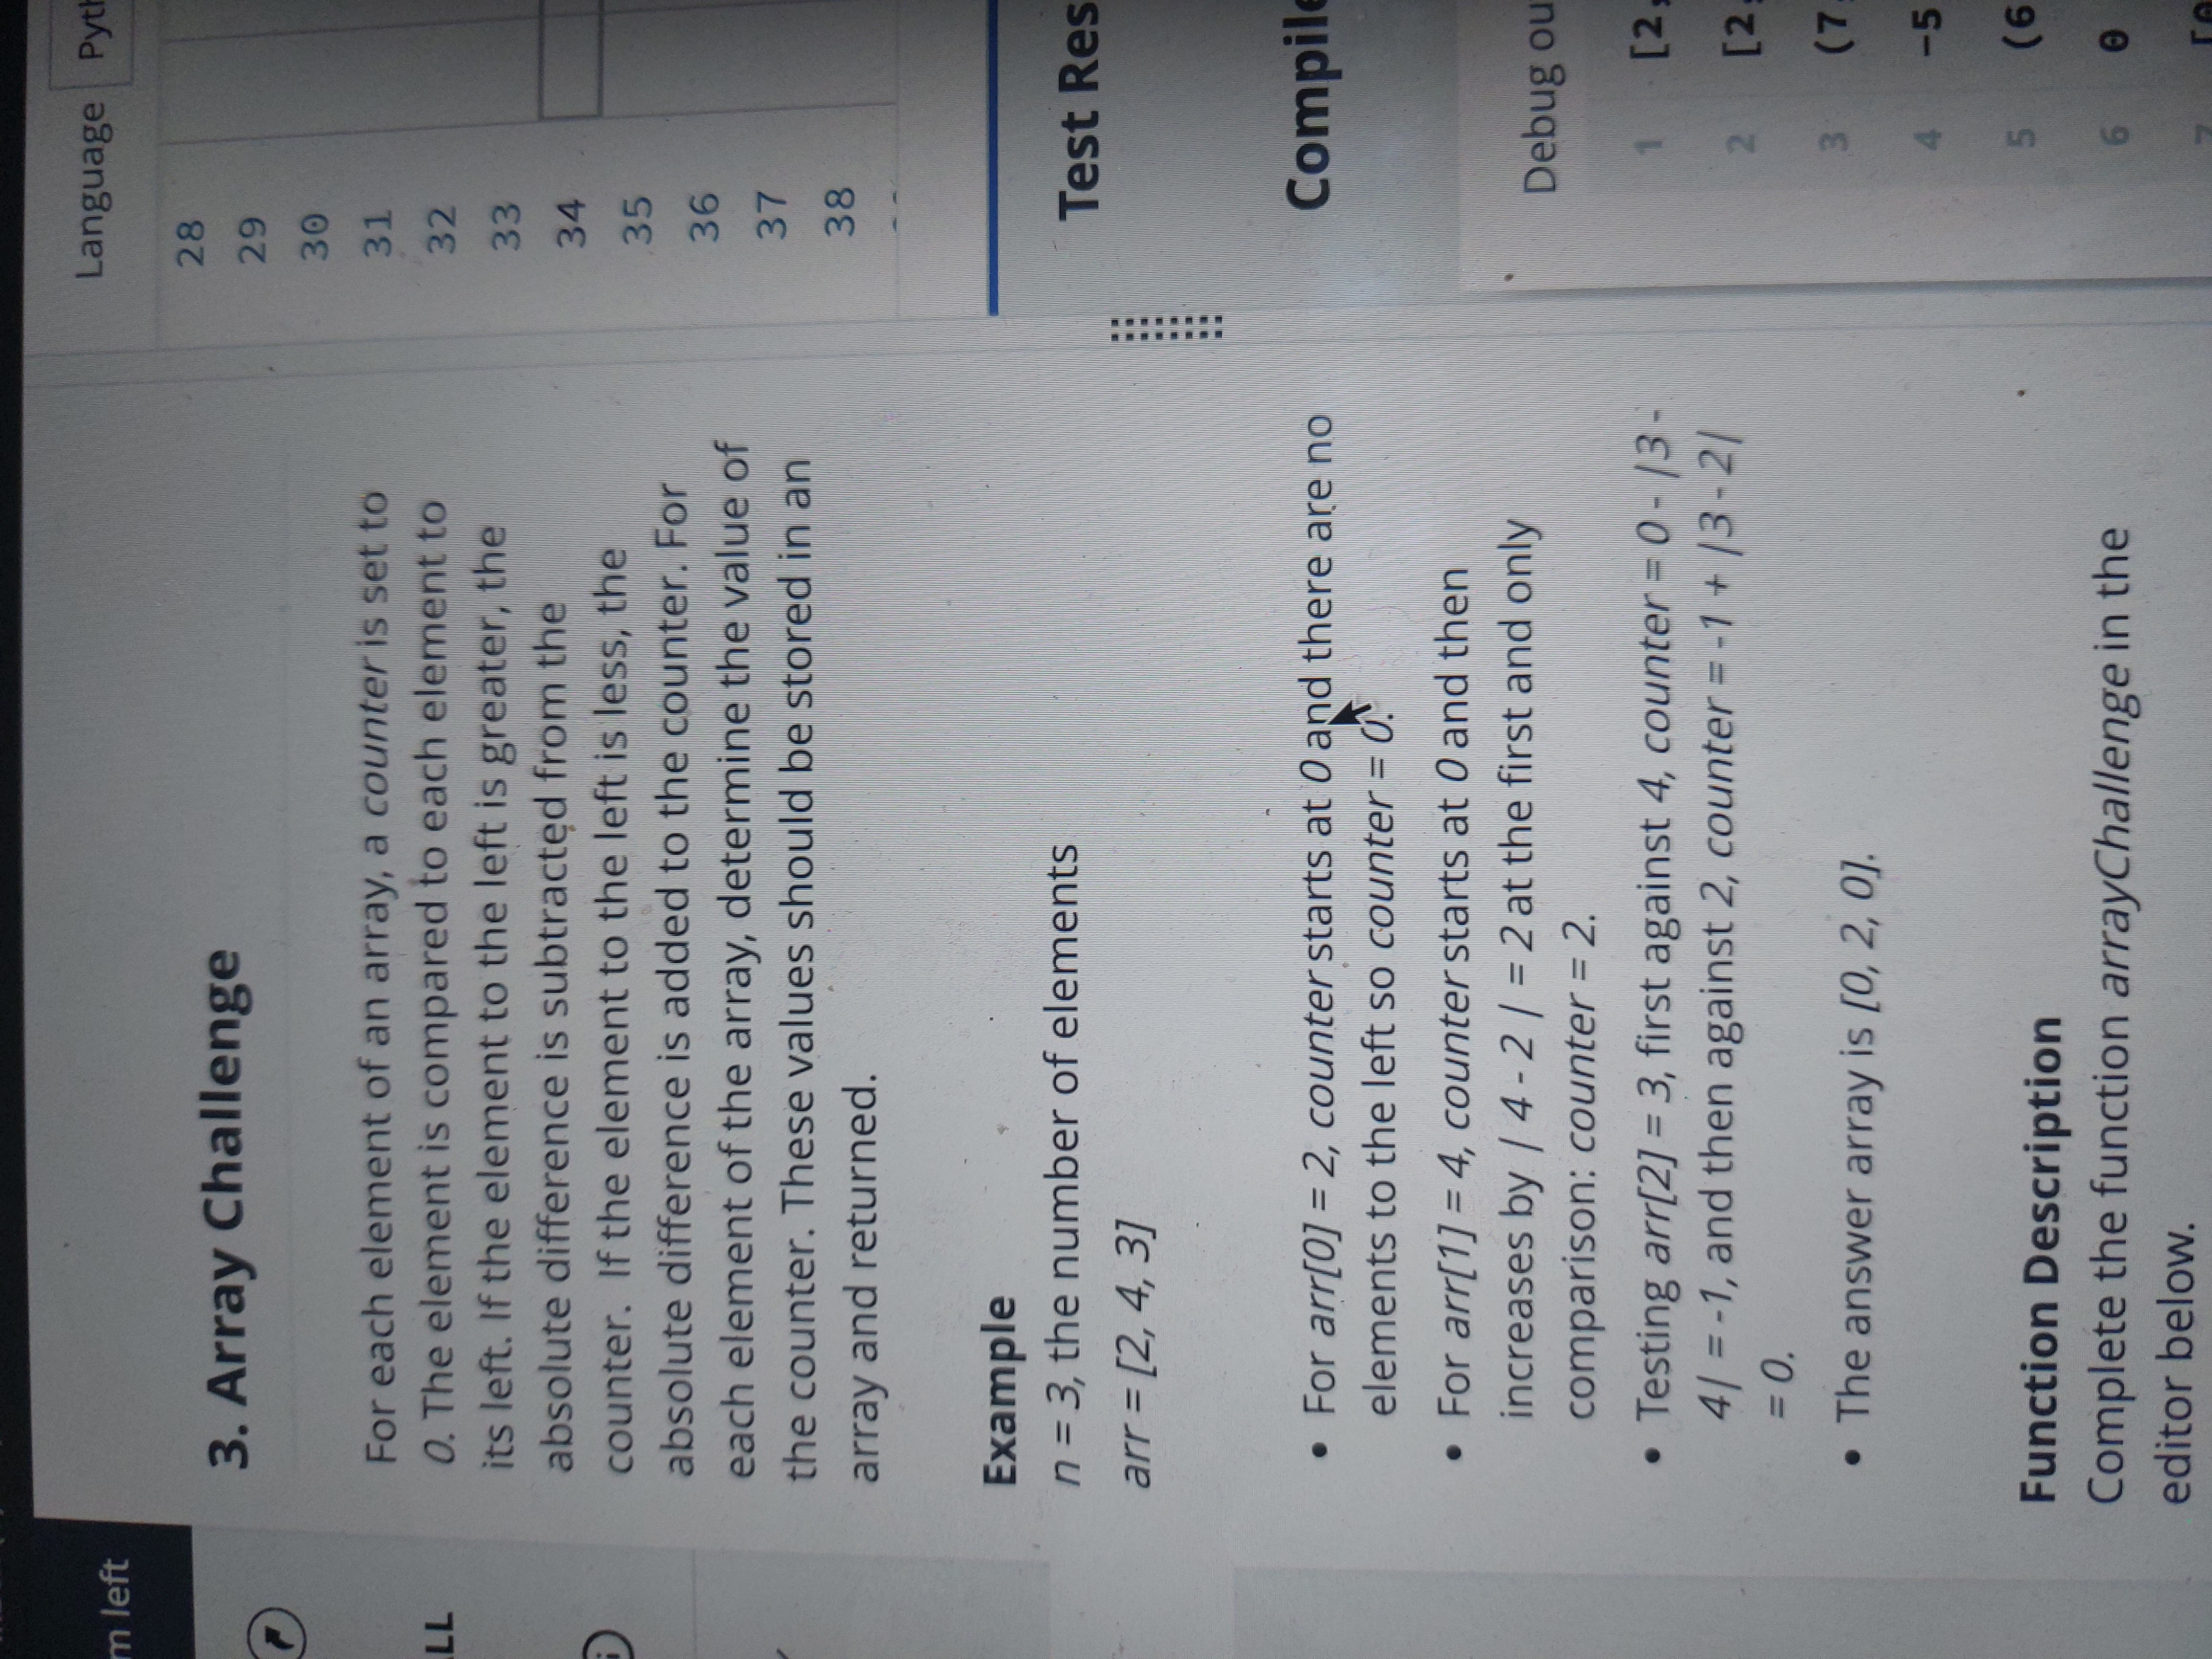 m left
ALL
3. Array Challenge
For each element of an array, a counter is set to
0. The element is compared to each element to
its left. If the element to the left is greater, the
absolute difference is subtracted from the
counter.  If the element to the left is less, the
absolute difference is added to the counter. For
each element of the array, determine the value of
the counter. These values should be stored in an
array and returned.
Example
n = 3, the number of elements
arr = [2, 4, 3]
• For arr[0] = 2, counter starts at 0 and there are no
elements to the left so counter = 0.
• For arr[1] = 4, counter starts at 0 and then
increases by | 4 - 2 | = 2 at the first and only
comparison: counter = 2.
• Testing arr[2] = 3, first against 4, counter = 0 - |3 -
4| = -1, and then against 2, counter = -1 + |3 - 2|
= 0.
• The answer array is [0, 2, 0].
Function Description
Complete the function arrayChallenge in the
editor below.
Language Pyth
28
29
30
31
32
33
34
35
36
37
38
Test Res
Compile
Debug ou
1 [2,
2 [2,
3 (7,
4 -5
5 (6
6 0
7